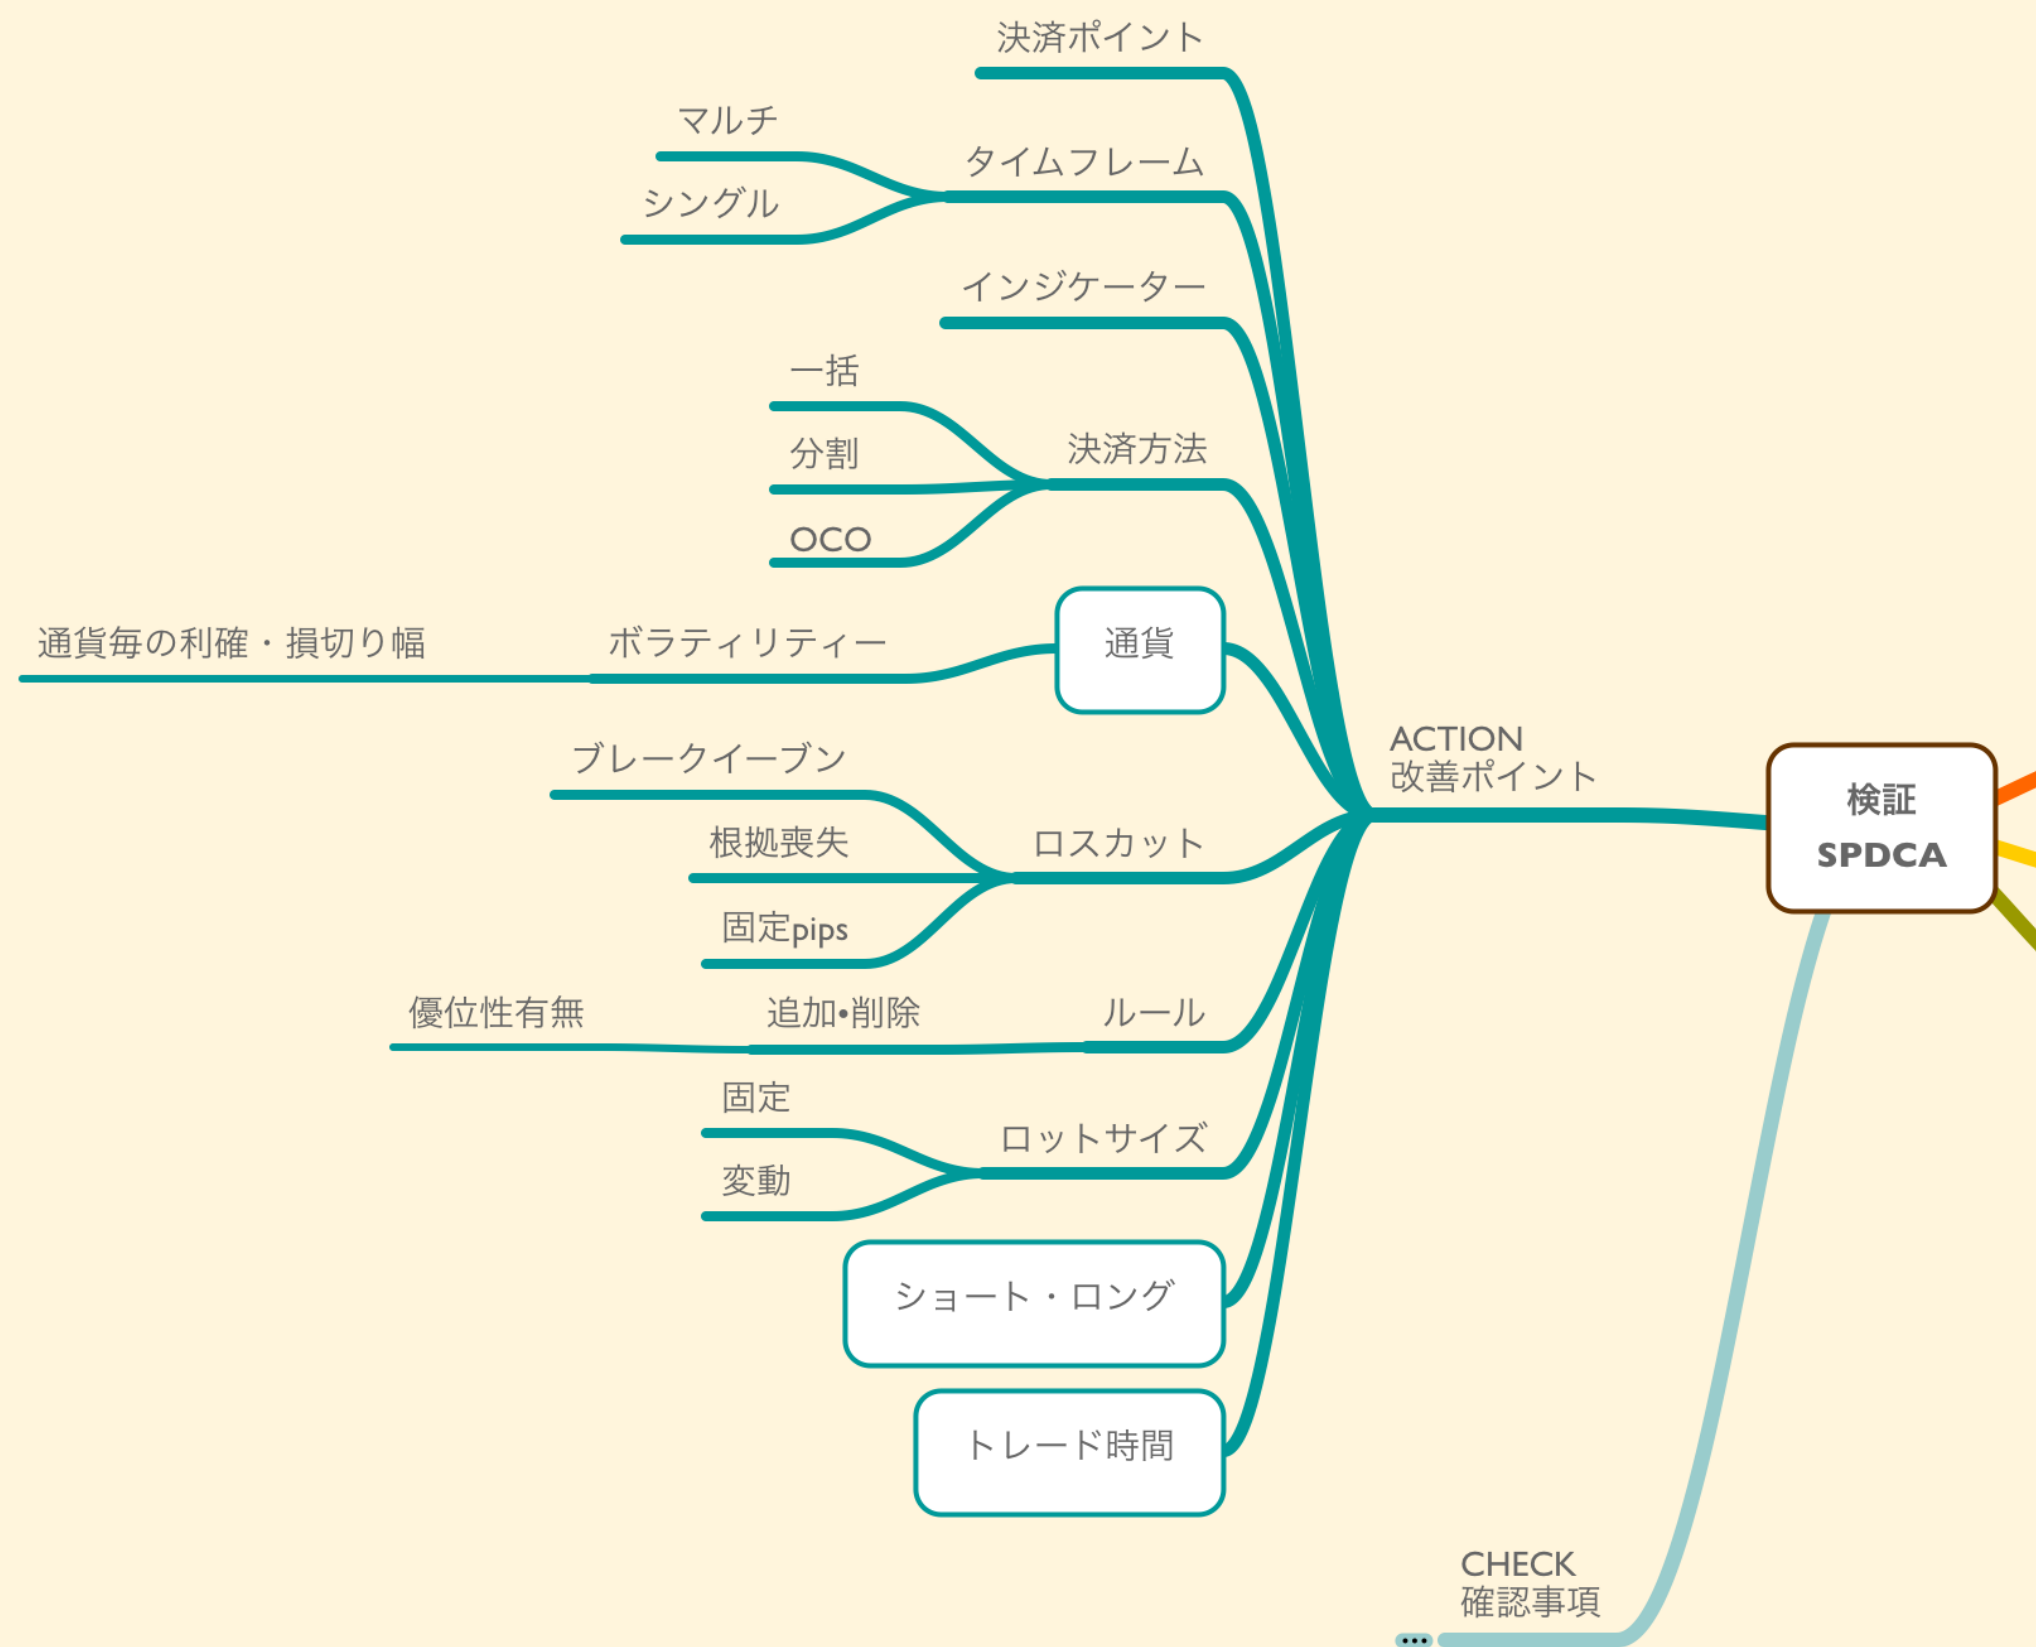 決済ポイント
マルチ
タイムフレーム
シングル
インジケーター
一括
分割
決済方法
OCO
通貨
ボラティリティー
通貨毎の利確・損切り幅
ブレークイーブン
根拠喪失
ロスカット
固定pips
優位性有無
追加•削除
ルール
固定
ロットサイズ
変動
ショート・ロング
トレード時間
ACTION
改善ポイント
検証
SPDCA
CHECK
確認事項